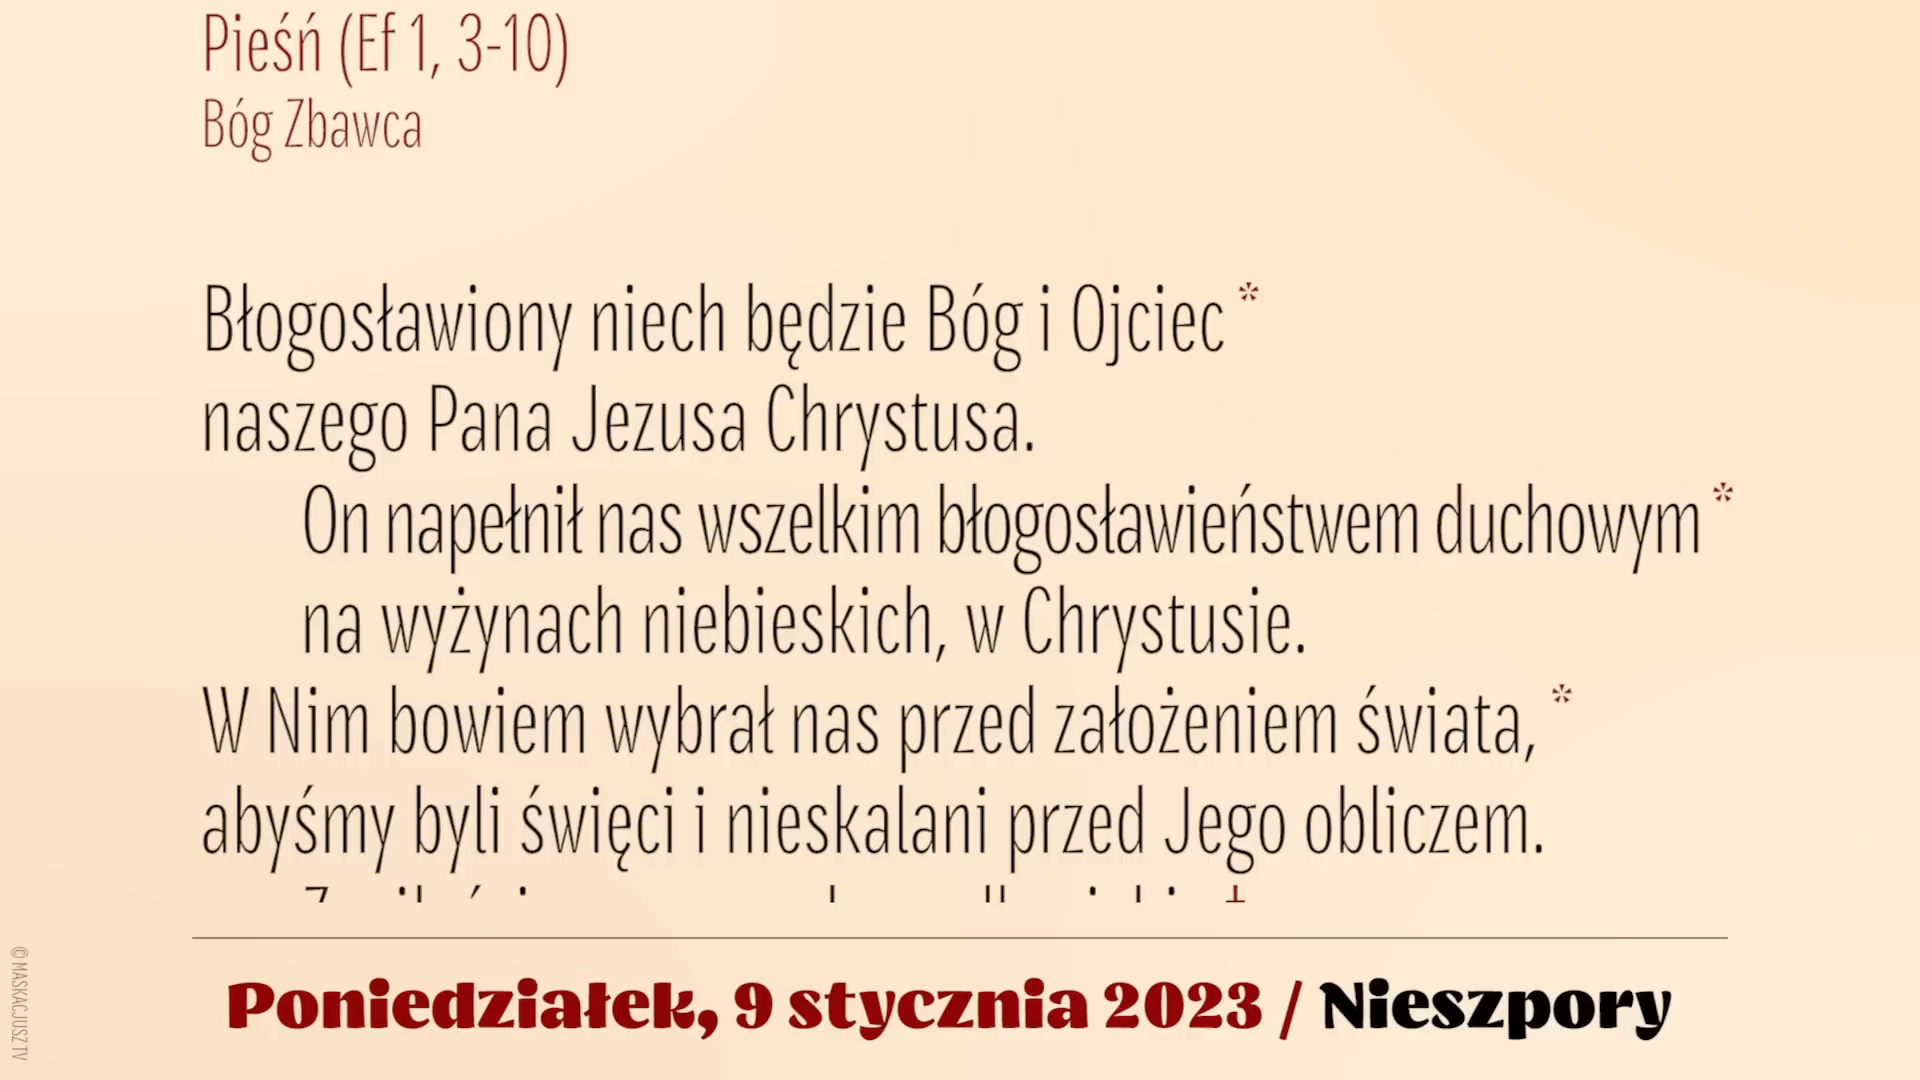 Pieśń (Ef 1, 3-10)
Bóg Zbawca
Błogosławiony niech będzie Bóg i Ojciec *
naszego Pana Jezusa Chrystusa.
On napełnił nas wszelkim błogosławieństwem duchowym *
na wyżynach niebieskich, w Chrystusie.
W Nim bowiem wybrał nas przed założeniem świata, *
abyśmy byli święci i nieskalani przed Jego obliczem.
Poniedziałek, 9 stycznia 2023 / Nieszpory
© MASKACJUSZ TV